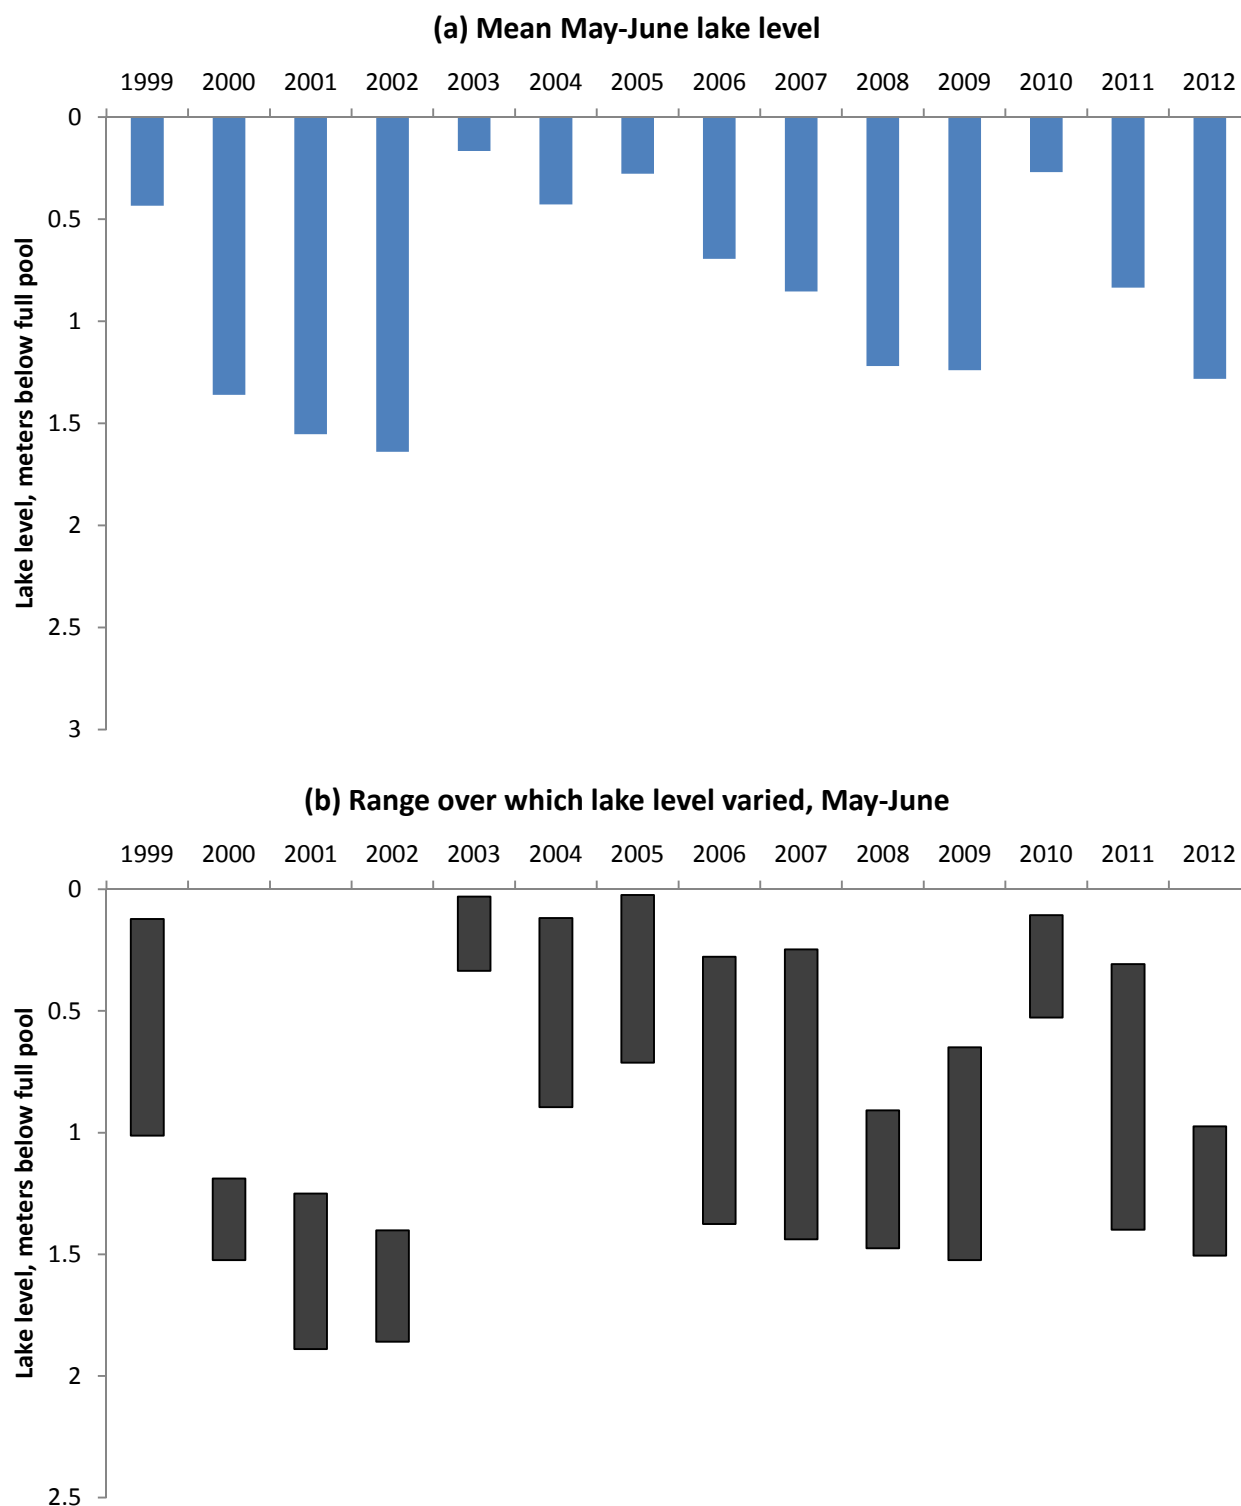 (a) Mean May-June lake level
1999 2000 2001 2002 2003 2004 2005 2006 2007 2008 2009 2010 2011 2012
0
0.5
1
1.5
2
2.5
3
Lake level, meters below full pool
(b) Range over which lake level varied, May-June
1999 2000 2001 2002 2003 2004 2005 2006 2007 2008 2009 2010 2011 2012
0
0.5
1
1.5
2
2.5
Lake level, meters below full pool